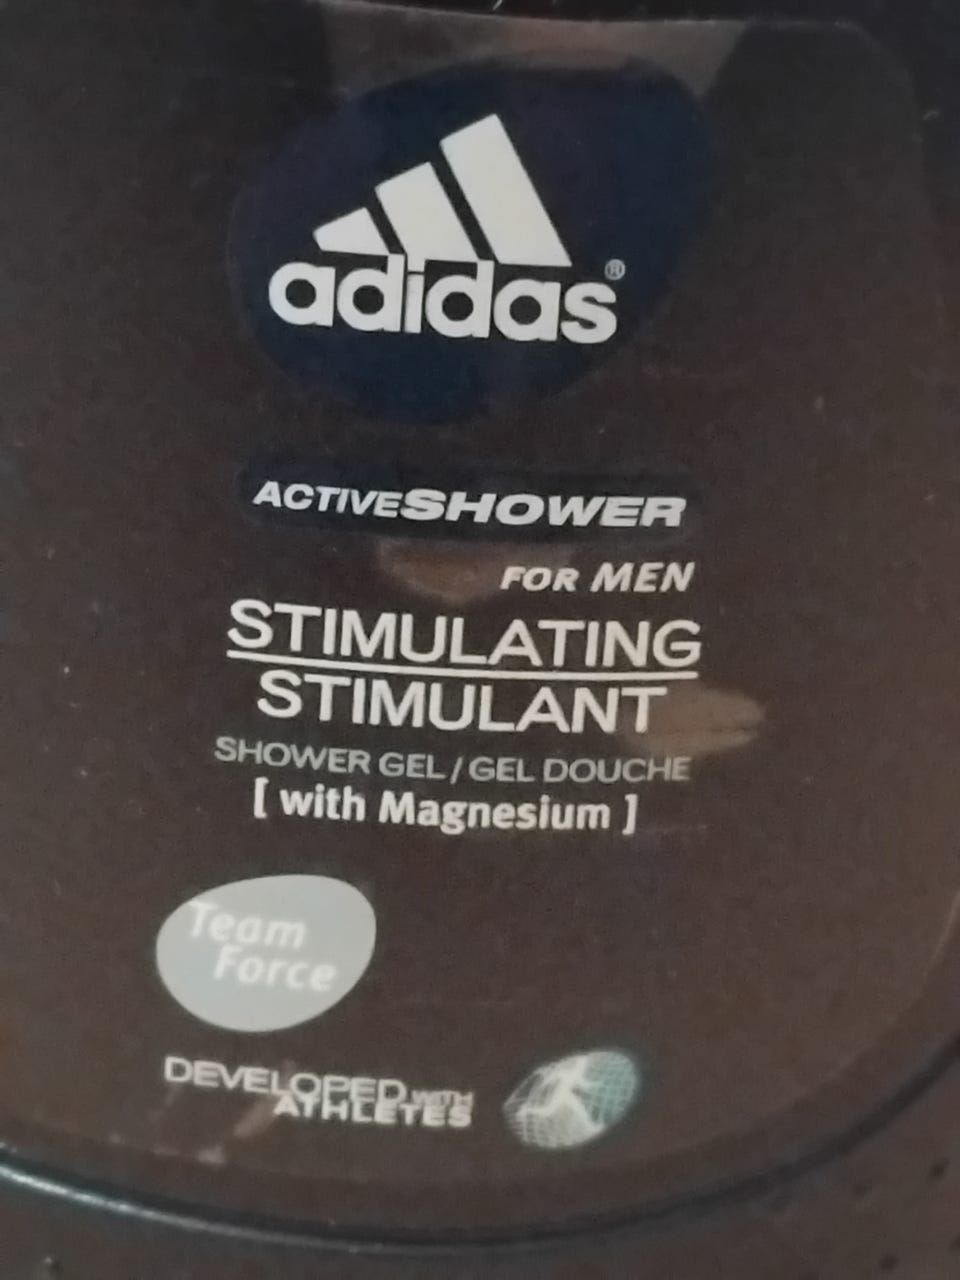 adidas®
ACTIVESHOWER
FOR MEN
STIMULATING
STIMULANT
SHOWER GEL / GEL DOUCHE
[ with Magnesium ]
Team
Force
DEVELOPED WITH
ATHLETES